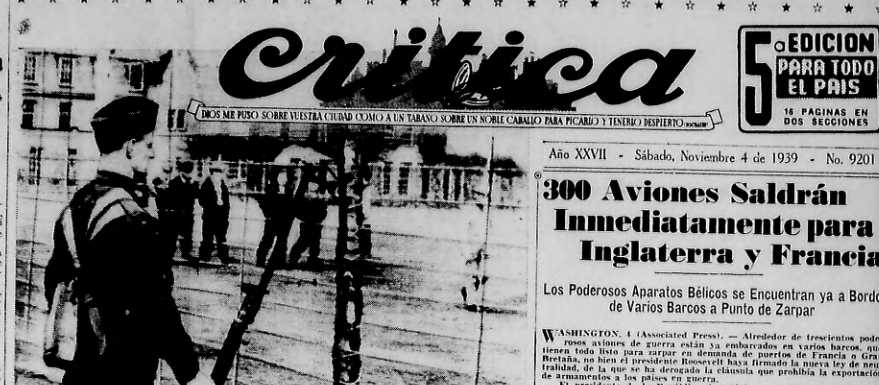 Critica
DIOS ME PUSO SOBRE VUESTRA CIUDAD COMO A UN TABANO SOBRE UN NOBLE CABALLO PARA PICARLO Y TENERLO DESPIERTO (SOCRATES)
5a EDICION
PARA TODO
EL PAIS
16 PAGINAS EN
DOS SECCIONES
Año XXVII - Sábado, Noviembre 4 de 1939 - No. 9201
300 Aviones Saldrán
Inmediatamente para
Inglaterra y Francia
Los Poderosos Aparatos Bélicos se Encuentran ya a Bordo
de Varios Barcos a Punto de Zarpar
WASHINGTON, 4 (Associated Press). — Alrededor de trescientos pode-
rosos aviones de guerra están ya embarcados en varios barcos, que
tienen todo listo para zarpar en demanda de puertos de Francia o Gran
Bretaña, no bien el presidente Roosevelt haya firmado la nueva ley de neu-
tralidad, de la que se ha derogado la cláusula que prohibía la exportación
de armamentos a los países en guerra.